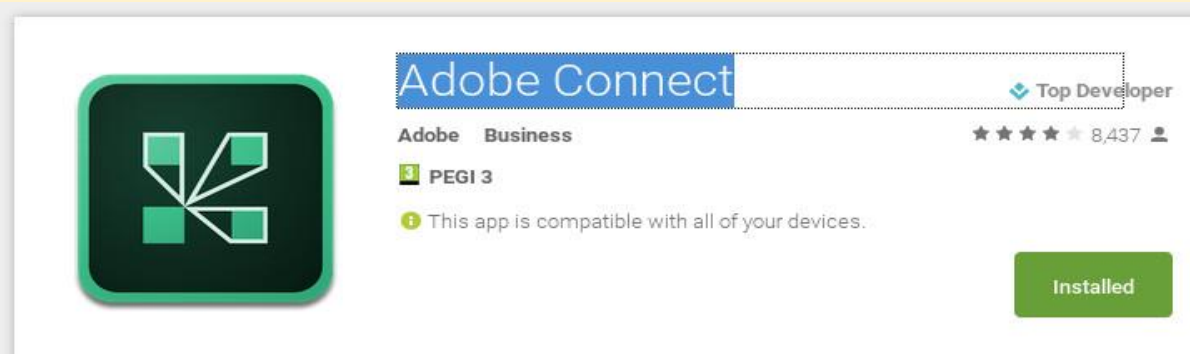 Adobe Connect
Top Developer
Adobe Business
8,437
3 PEGI 3
This app is compatible with all of your devices.
Installed